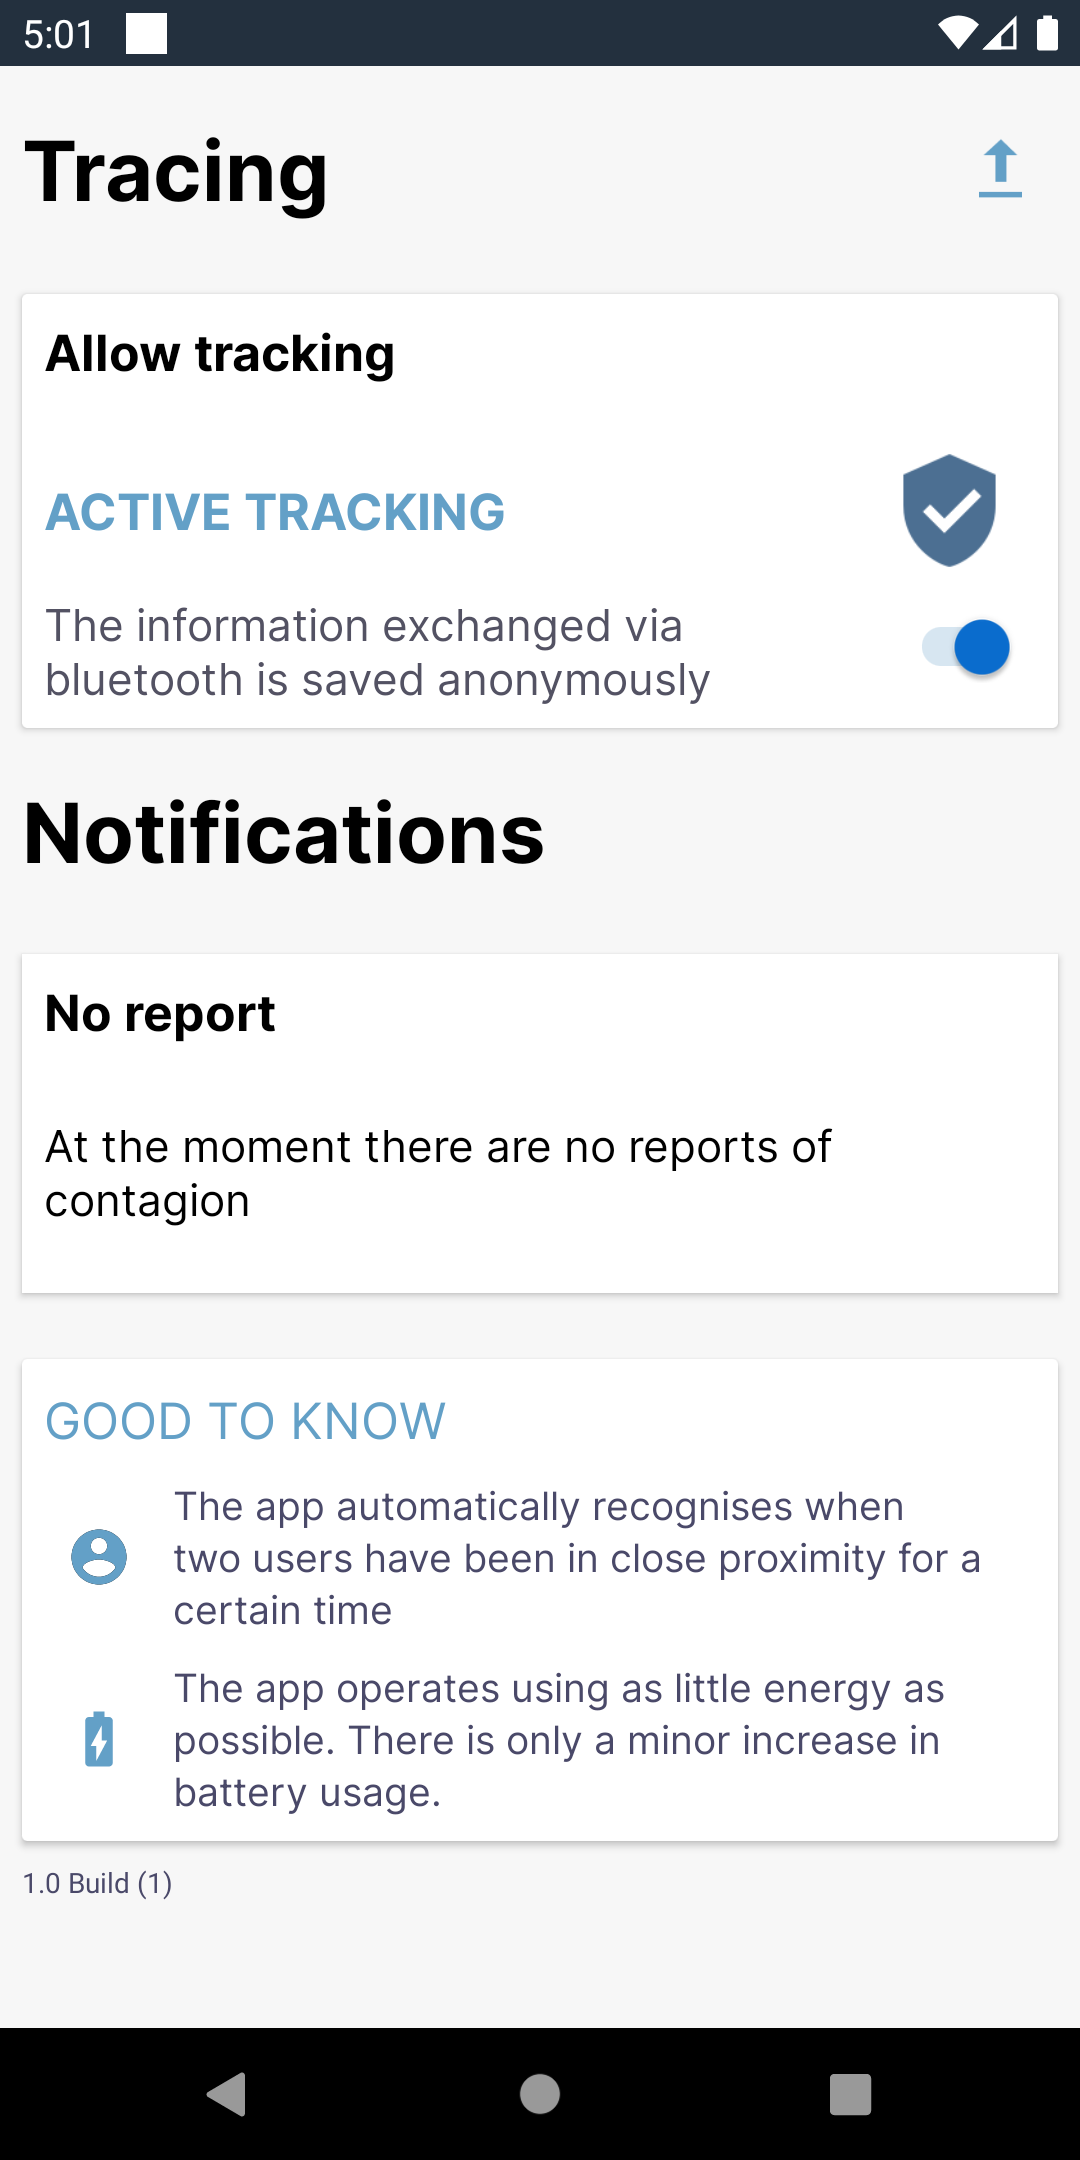 5:01
Tracing
Allow tracking
ACTIVE TRACKING
The information exchanged via
bluetooth is saved anonymously
Notifications
No report
At the moment there are no reports of
contagion
GOOD TO KNOW
The app automatically recognises when
two users have been in close proximity for a
certain time
The app operates using as little energy as
possible. There is only a minor increase in
battery usage.
1.0 Build (1)